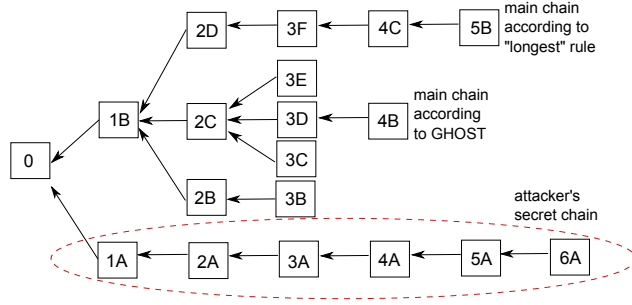 2D
3F
4C
5B
main chain
according to
"longest" rule
3E
1B
2C
3D
4B
main chain
according
to GHOST
0
3C
2B
3B
attacker's
secret chain
1A
2A
3A
4A
5A
6A